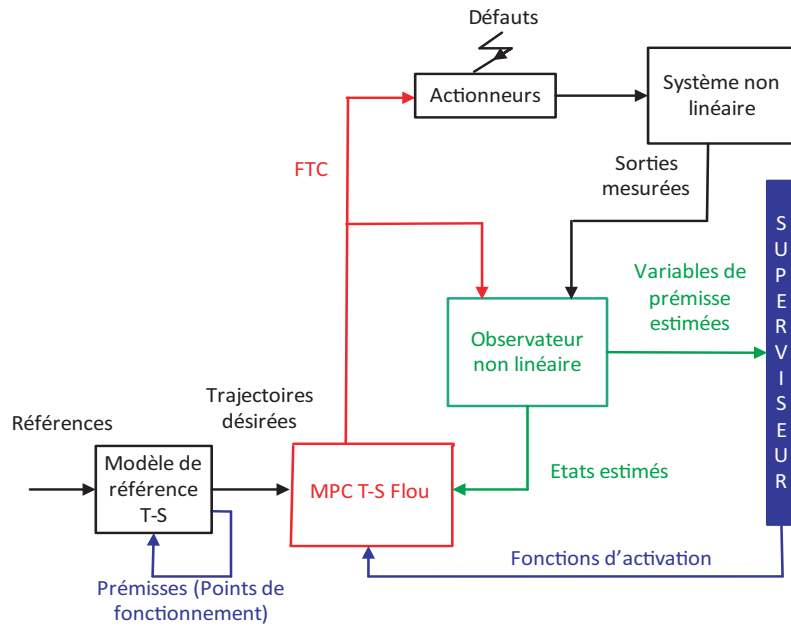 Défauts
Actionneurs
Système non
linéaire
FTC
Sorties
mesurées
SUPERVISEUR
Variables de
prémisse
estimées
Observateur
non linéaire
Trajectoires
désirées
Références
Modèle de
référence
T-S
MPC T-S Flou
Etats estimés
Fonctions d’activation
Prémisses (Points de
fonctionnement)